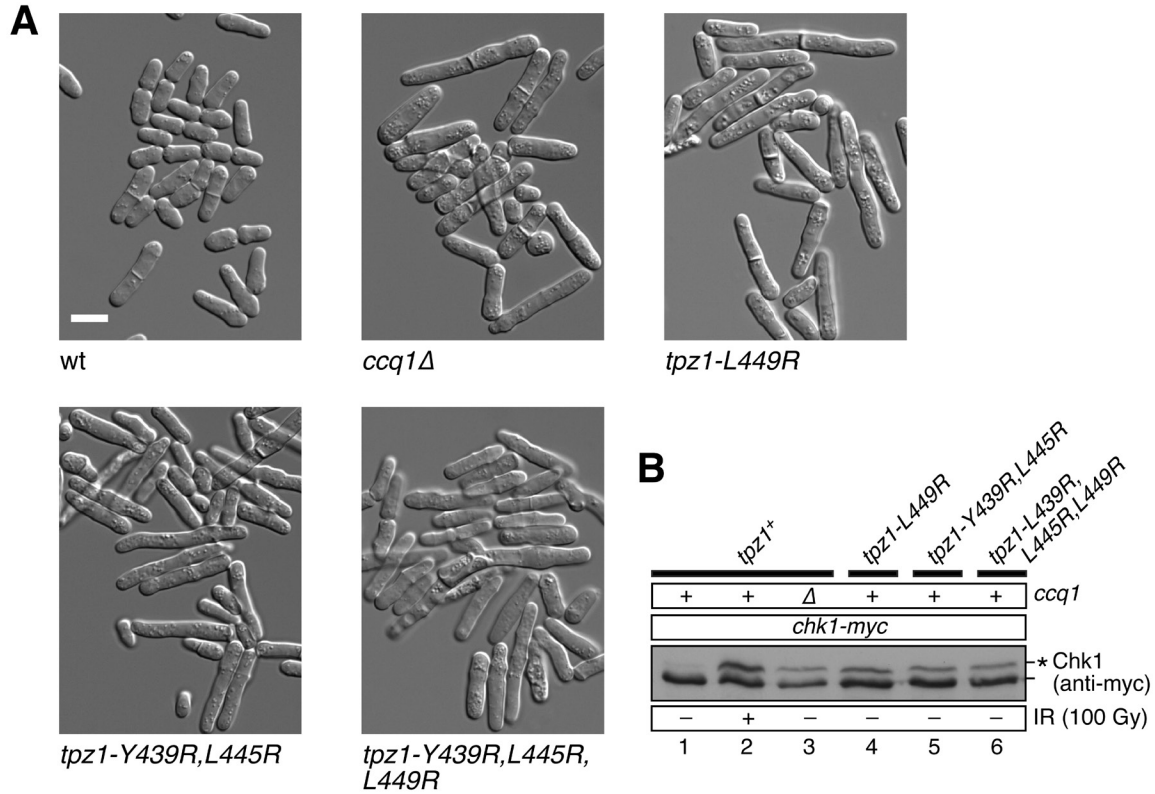 A
wt
ccq1Δ
tpz1-L449R
tpz1-Y439R,L445R
tpz1-Y439R,L445R,
L449R
B
tpz1+
tpz1-L449R
tpz1-Y439R,L445R
tpz1-L439R,
L445R,L449R
+ + Δ + + + ccq1
chk1-myc
* Chk1
(anti-myc)
– + – – – – IR (100 Gy)
1 2 3 4 5 6